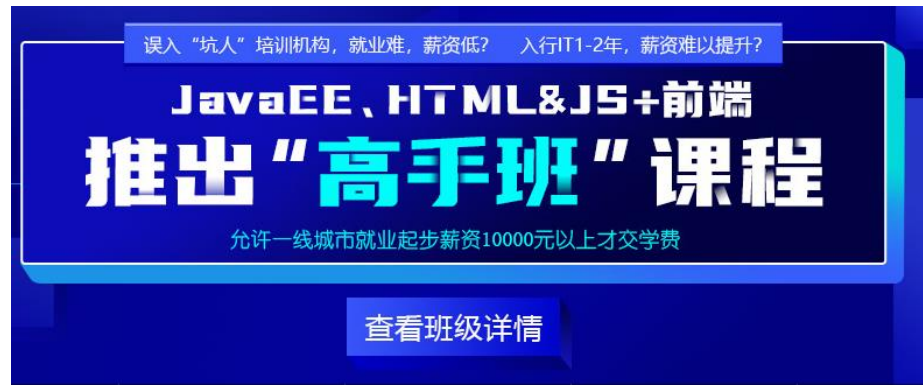 误入“坑人”培训机构，就业难，薪资低？ 入行IT1-2年，薪资难以提升？
JavaEE、HTML&JS+前端
推出“高手班”课程
允许一线城市就业起步薪资10000元以上才交学费
查看班级详情